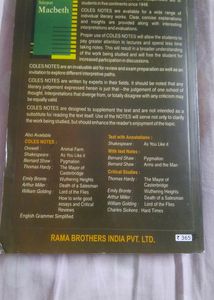 Macbeth
students in five continents since 1948.
COLES NOTES are available for a wide range of
individual literary works. Clear, concise explanations
and insights are provided along with interesting
interpretations and evaluations.
Proper use of COLES NOTES will allow the students to
pay greater attention to lectures and spend less time
taking notes. This will result in a broader understanding
of the work being studied and will free the student for
increased participation in discussions.
COLES NOTES are an invaluable aid for review and exam preparation as well as an
invitation to explore different interpretive paths.
COLES NOTES are written by experts in their fields. It should be noted that any
literary judgement expressed herein is just that - the judgement of one school of
thought. Interpretations that diverge from, or totally disagree with any criticism may
be equally valid.
COLES NOTES are designed to supplement the text and are not intended as a
substitute for reading the text itself. Use of the NOTES will serve not only to clarify
the work being studied, but should enhance the reader's enjoyment of the topic.
Also Available
COLES NOTES :
Orwell : Animal Farm
Shakespeare : As You Like it
Bernard Shaw : Pygmalion
Thomas Hardy : The Mayor of
Casterbridge
Emily Bronte : Wuthering Heights
Arthur Miller : Death of a Salesman
William Golding : Lord of the Flies
How to write good
essays and Critical
Reviews
English Grammer Simplified
Text with Annotations :
Shakespeare : As You Like it
With text Notes :
Bernard Shaw : Pygmalion
Bernard Shaw : Arms and the Man
Critical Studies :
Thomas Hardy : The Mayor of
Casterbridge
Emily Bronte : Wuthering Heights
Arthur Miller : Death of a Salesman
William Golding : Lord of the Flies
Charles Dickens : Hard Times
RAMA BROTHERS INDIA PVT. LTD.
₹ 365